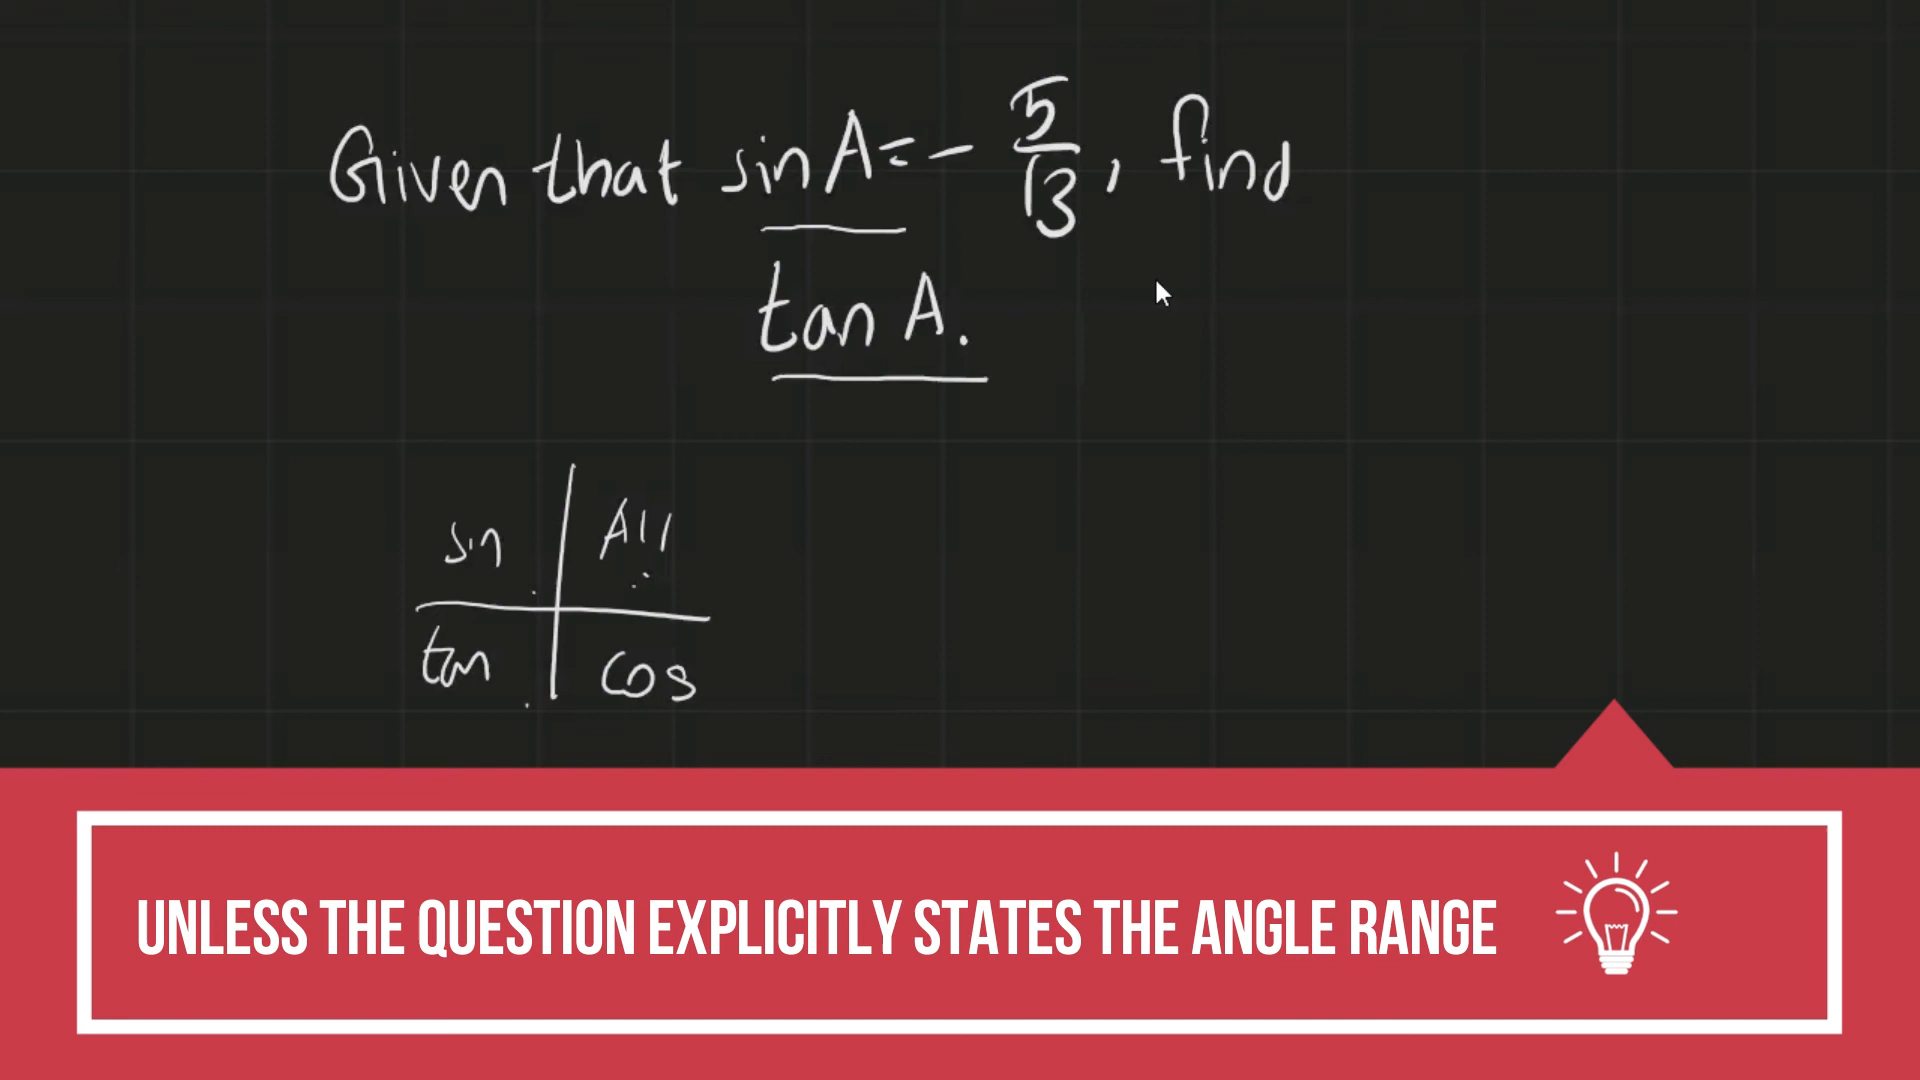 Given that sin A = - 5/13, find
tan A.
sin All
tan cos
UNLESS THE QUESTION EXPLICITLY STATES THE ANGLE RANGE